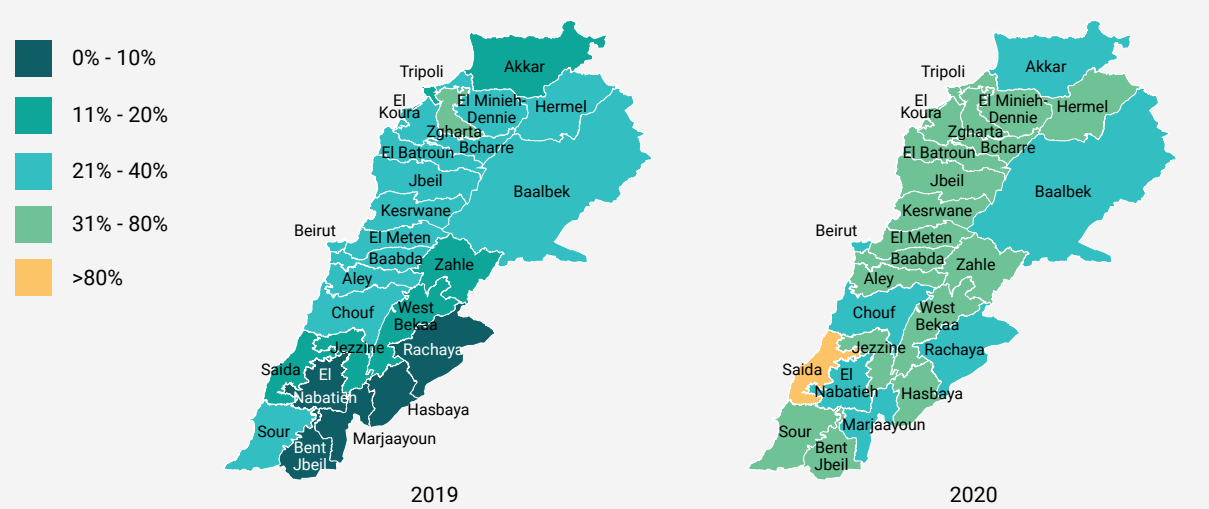 0% - 10%
11% - 20%
21% - 40%
31% - 80%
>80%
Akkar
Tripoli
El
Koura
El Minieh-
Dennie
Hermel
Zgharta
El Batroun
Bcharre
Jbeil
Baalbek
Kesrwane
Beirut
El Meten
Baabda
Zahle
Aley
Chouf
West
Bekaa
Jezzine
Rachaya
Saida
El
Nabatieh
Hasbaya
Sour
Marjaayoun
Bent
Jbeil
2019
Akkar
Tripoli
El
Koura
El Minieh-
Dennie
Hermel
Zgharta
El Batroun
Bcharre
Jbeil
Baalbek
Kesrwane
Beirut
El Meten
Baabda
Zahle
Aley
Chouf
West
Bekaa
Jezzine
Rachaya
Saida
El
Nabatieh
Hasbaya
Marjaayoun
Sour
Bent
Jbeil
2020